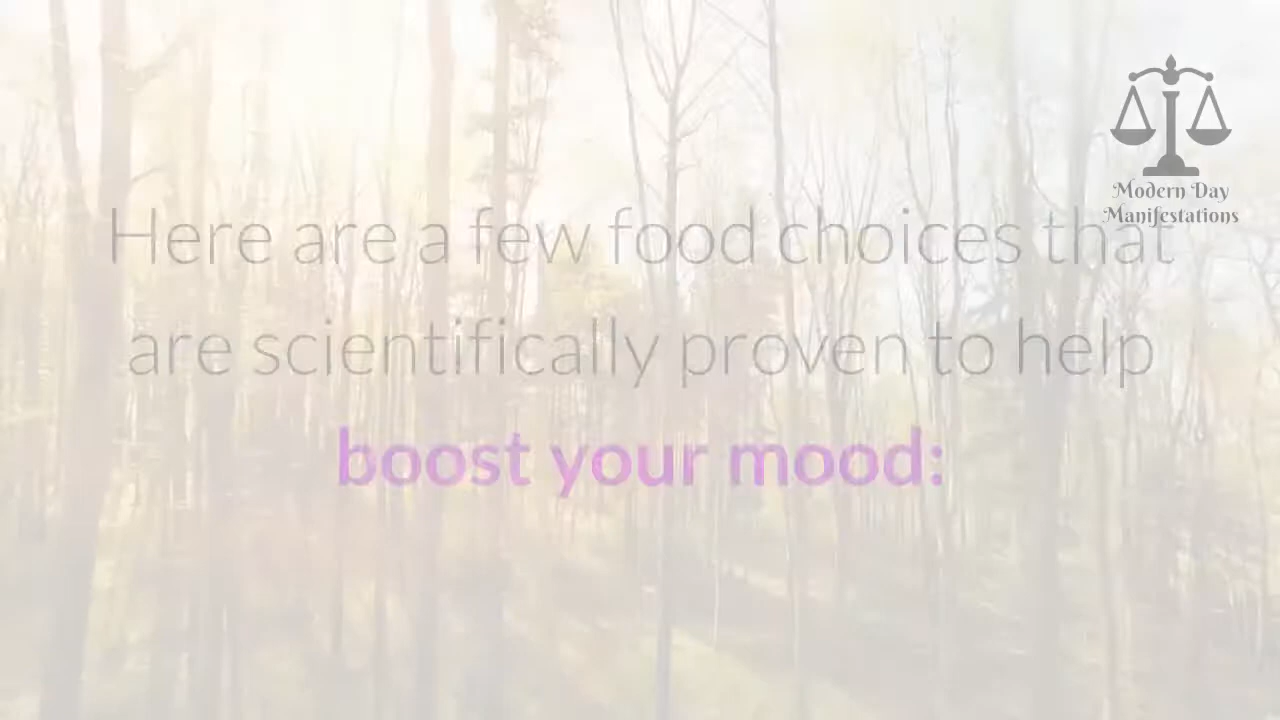 Modern Day
Manifestations
Here are a few food choices that
are scientifically proven to help
boost your mood: